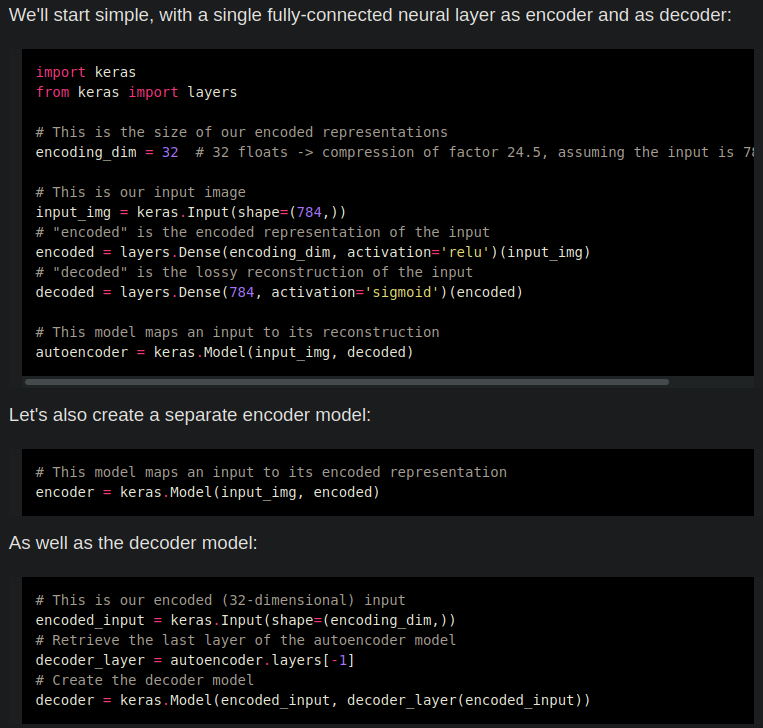 We'll start simple, with a single fully-connected neural layer as encoder and as decoder:
import keras
from keras import layers
# This is the size of our encoded representations
encoding_dim = 32  # 32 floats -> compression of factor 24.5, assuming the input is
# This is our input image
input_img = keras.Input(shape=(784,))
# "encoded" is the encoded representation of the input
encoded = layers.Dense(encoding_dim, activation='relu')(input_img)
# "decoded" is the lossy reconstruction of the input
decoded = layers.Dense(784, activation='sigmoid')(encoded)
# This model maps an input to its reconstruction
autoencoder = keras.Model(input_img, decoded)
Let's also create a separate encoder model:
# This model maps an input to its encoded representation
encoder = keras.Model(input_img, encoded)
As well as the decoder model:
# This is our encoded (32-dimensional) input
encoded_input = keras.Input(shape=(encoding_dim,))
# Retrieve the last layer of the autoencoder model
decoder_layer = autoencoder.layers[-1]
# Create the decoder model
decoder = keras.Model(encoded_input, decoder_layer(encoded_input))